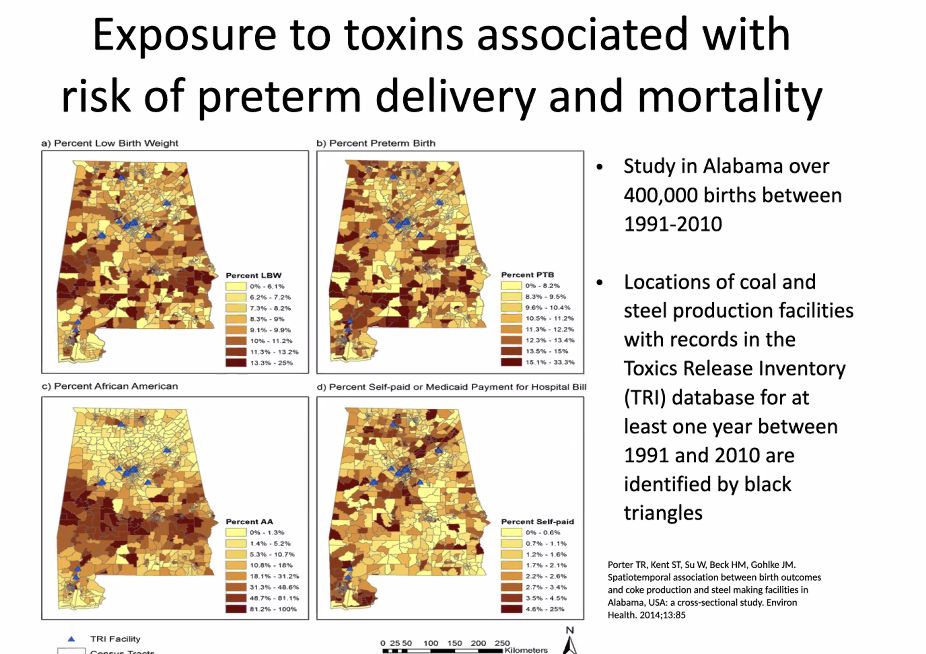 Exposure to toxins associated with
risk of preterm delivery and mortality
a) Percent Low Birth Weight
Percent LBW
0% - 6.1%
6.2% - 7.2%
7.3% - 8.2%
8.3% - 9%
9.1% - 9.9%
10% - 11.2%
11.3% - 13.2%
13.3% - 25%
b) Percent Preterm Birth
Percent PTB
0% - 8.2%
8.3% - 9.5%
9.6% - 10.4%
10.5% - 11.2%
11.3% - 12.2%
12.3% - 13.4%
13.5% - 15%
15.1% - 33.3%
c) Percent African American
Percent AA
0% - 1.3%
1.4% - 5.2%
5.3% - 10.7%
10.8% - 18%
18.1% - 31.2%
31.3% - 48.6%
48.7% - 81.1%
81.2% - 100%
d) Percent Self-paid or Medicaid Payment for Hospital Bill
Percent Self-paid
0% - 0.6%
0.7% - 1.1%
1.2% - 1.6%
1.7% - 2.1%
2.2% - 2.6%
2.7% - 3.4%
3.5% - 4.5%
4.6% - 25%
TRI Facility
Census Tracts
0 25 50 100 150 200 250
Kilometers
N
• Study in Alabama over
400,000 births between
1991-2010
• Locations of coal and
steel production facilities
with records in the
Toxics Release Inventory
(TRI) database for at
least one year between
1991 and 2010 are
identified by black
triangles
Porter TR, Kent ST, Su W, Beck HM, Gohlke JM.
Spatiotemporal association between birth outcomes
and coke production and steel making facilities in
Alabama, USA: a cross-sectional study. Environ
Health. 2014;13:85